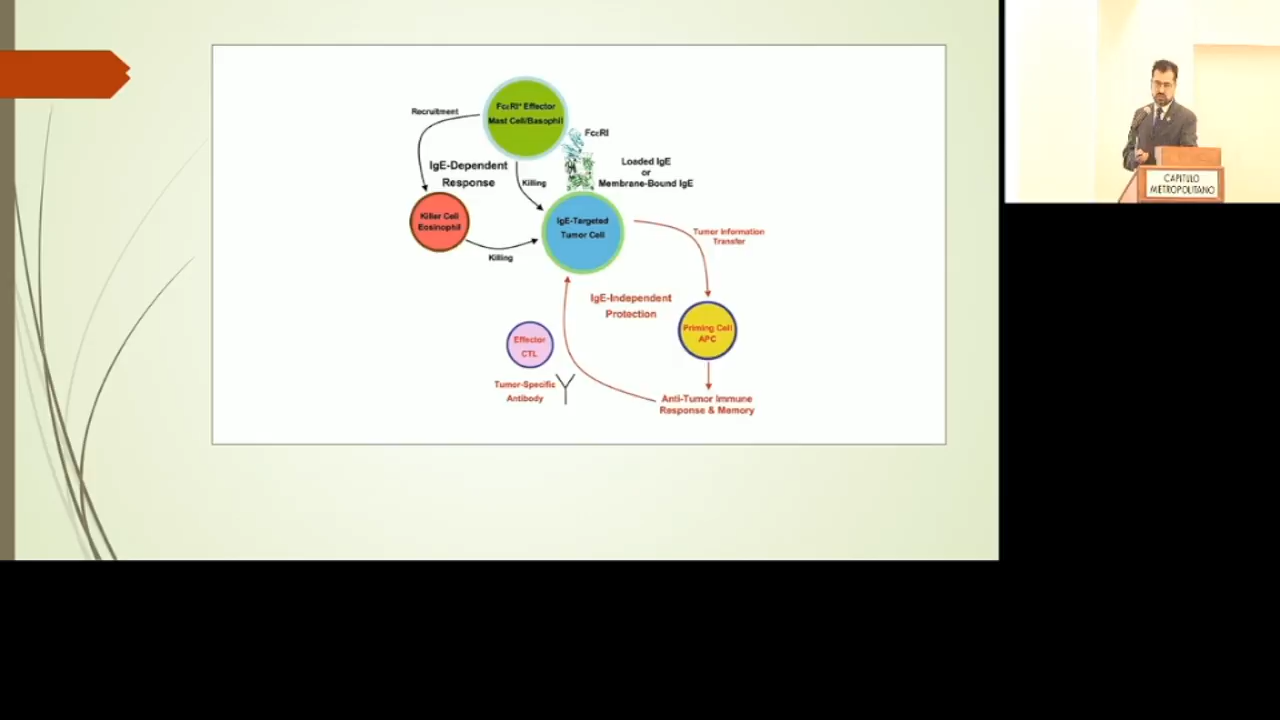 FcεRI⁺ Effector
Mast Cell/Basophil
Recruitment
FcεRI
IgE-Dependent
Response
Killing
Loaded IgE
or
Membrane-Bound IgE
Killer Cell
Eosinophil
IgE-Targeted
Tumor Cell
Killing
Tumor Information
Transfer
IgE-Independent
Protection
Priming Cell
APC
Effector
CTL
Tumor-Specific
Antibody
Anti-Tumor Immune
Response & Memory
CAPITULO
METROPOLITANO